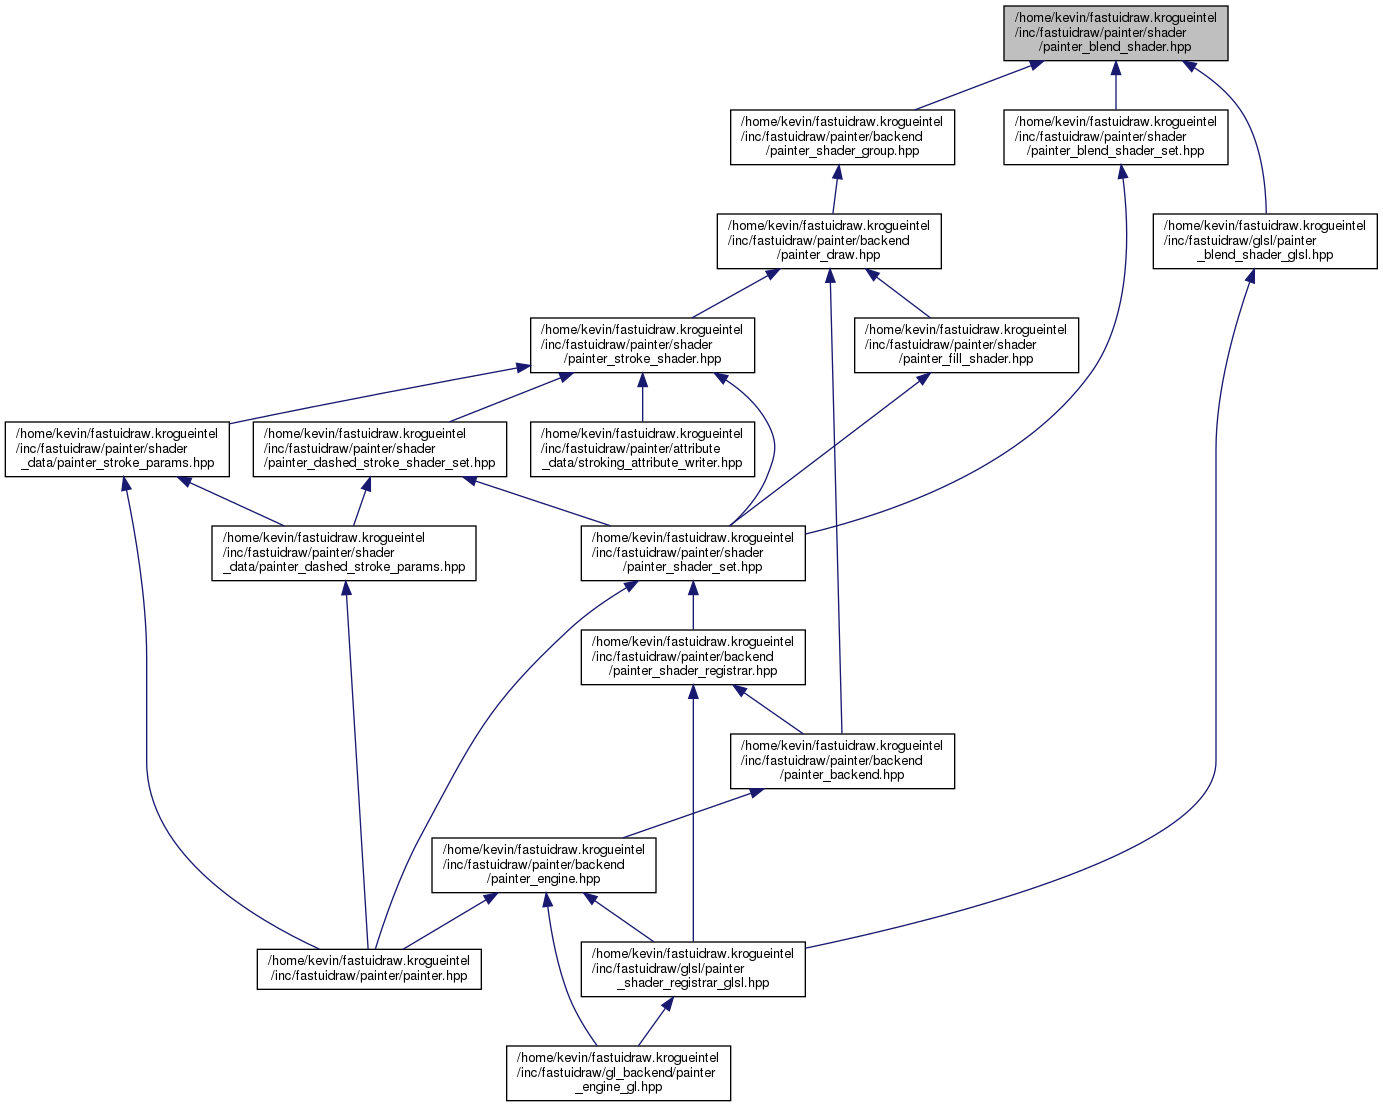 /home/kevin/fastuidraw.krogueintel
/inc/fastuidraw/painter/shader
/painter_blend_shader.hpp
/home/kevin/fastuidraw.krogueintel
/inc/fastuidraw/painter/backend
/painter_shader_group.hpp
/home/kevin/fastuidraw.krogueintel
/inc/fastuidraw/painter/shader
/painter_blend_shader_set.hpp
/home/kevin/fastuidraw.krogueintel
/inc/fastuidraw/painter/backend
/painter_draw.hpp
/home/kevin/fastuidraw.krogueintel
/inc/fastuidraw/glsl/painter
_blend_shader_glsl.hpp
/home/kevin/fastuidraw.krogueintel
/inc/fastuidraw/painter/shader
/painter_stroke_shader.hpp
/home/kevin/fastuidraw.krogueintel
/inc/fastuidraw/painter/shader
/painter_fill_shader.hpp
/home/kevin/fastuidraw.krogueintel
/inc/fastuidraw/painter/shader
_data/painter_stroke_params.hpp
/home/kevin/fastuidraw.krogueintel
/inc/fastuidraw/painter/shader
/painter_dashed_stroke_shader_set.hpp
/home/kevin/fastuidraw.krogueintel
/inc/fastuidraw/painter/attribute
_data/stroking_attribute_writer.hpp
/home/kevin/fastuidraw.krogueintel
/inc/fastuidraw/painter/shader
_data/painter_dashed_stroke_params.hpp
/home/kevin/fastuidraw.krogueintel
/inc/fastuidraw/painter/shader
/painter_shader_set.hpp
/home/kevin/fastuidraw.krogueintel
/inc/fastuidraw/painter/backend
/painter_shader_registrar.hpp
/home/kevin/fastuidraw.krogueintel
/inc/fastuidraw/painter/backend
/painter_backend.hpp
/home/kevin/fastuidraw.krogueintel
/inc/fastuidraw/painter/backend
/painter_engine.hpp
/home/kevin/fastuidraw.krogueintel
/inc/fastuidraw/painter/painter.hpp
/home/kevin/fastuidraw.krogueintel
/inc/fastuidraw/glsl/painter
_shader_registrar_glsl.hpp
/home/kevin/fastuidraw.krogueintel
/inc/fastuidraw/gl_backend/painter
_engine_gl.hpp